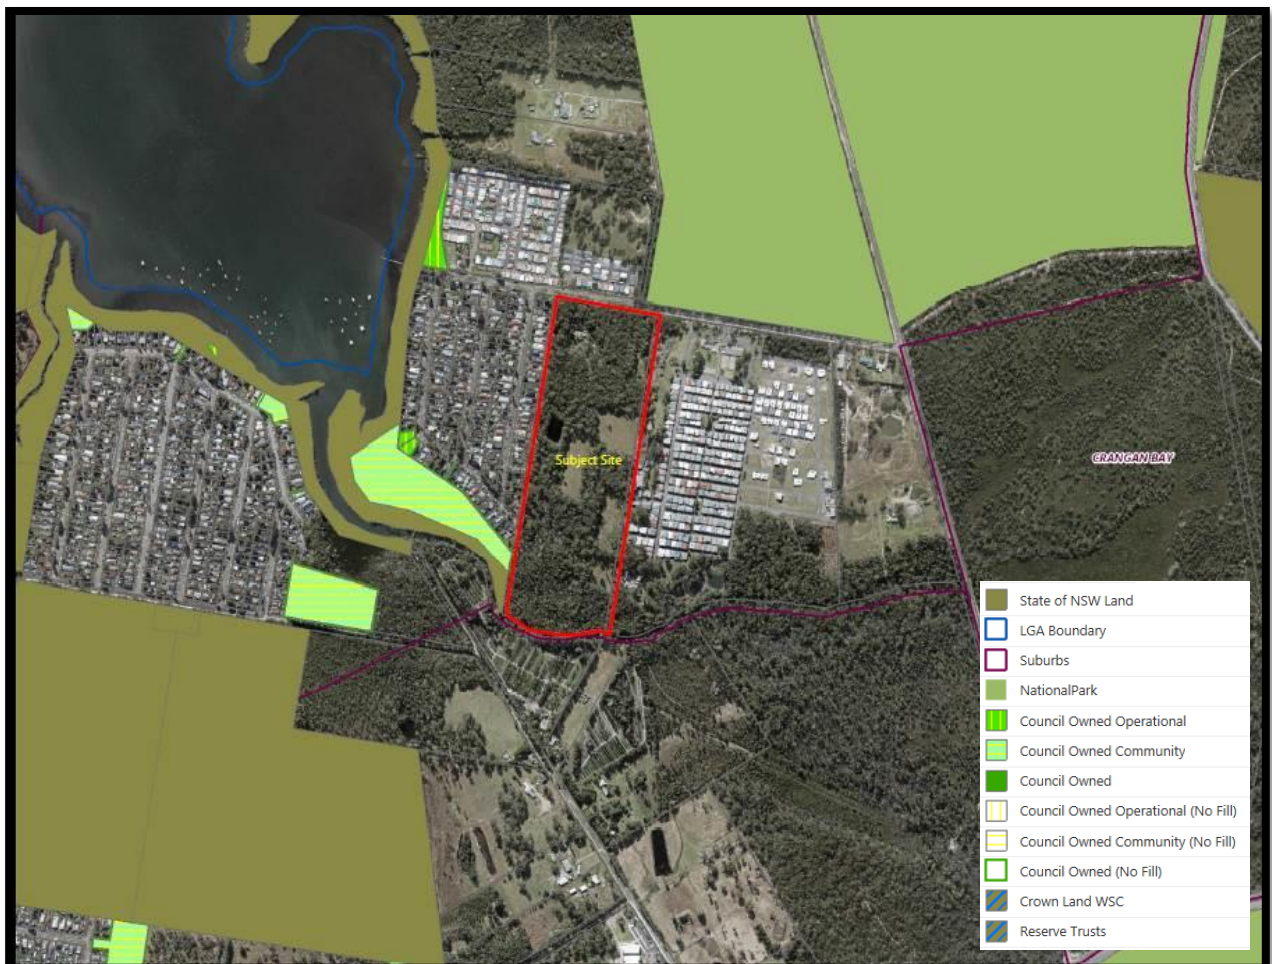 Subject Site
CRANGAN BAY
State of NSW Land
LGA Boundary
Suburbs
NationalPark
Council Owned Operational
Council Owned Community
Council Owned
Council Owned Operational (No Fill)
Council Owned Community (No Fill)
Council Owned (No Fill)
Crown Land WSC
Reserve Trusts